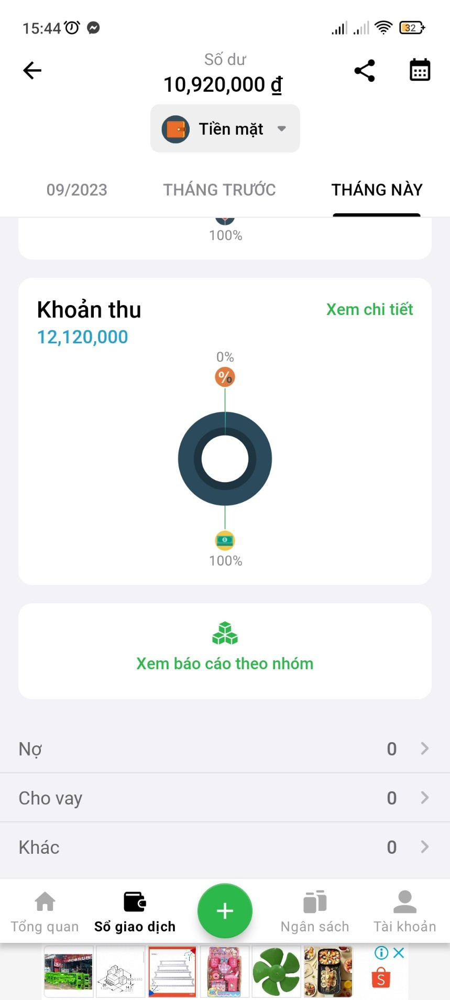 15:44
32
Số dư
10,920,000 ₫
Tiền mặt
09/2023
THÁNG TRƯỚC
THÁNG NÀY
100%
Khoản thu
Xem chi tiết
12,120,000
0%
%
100%
Xem báo cáo theo nhóm
Nợ 0
Cho vay 0
Khác 0
+
Tổng quan
Sổ giao dịch
Ngân sách
Tài khoản